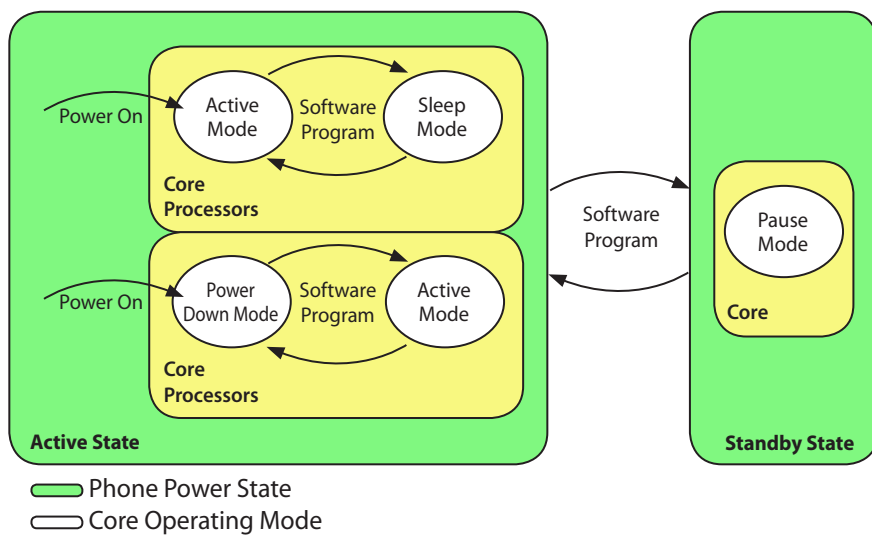 Power On
Active
Mode
Software
Program
Sleep
Mode
Core
Processors
Power On
Power
Down Mode
Software
Program
Active
Mode
Core
Processors
Active State
Software
Program
Pause
Mode
Core
Standby State
Phone Power State
Core Operating Mode